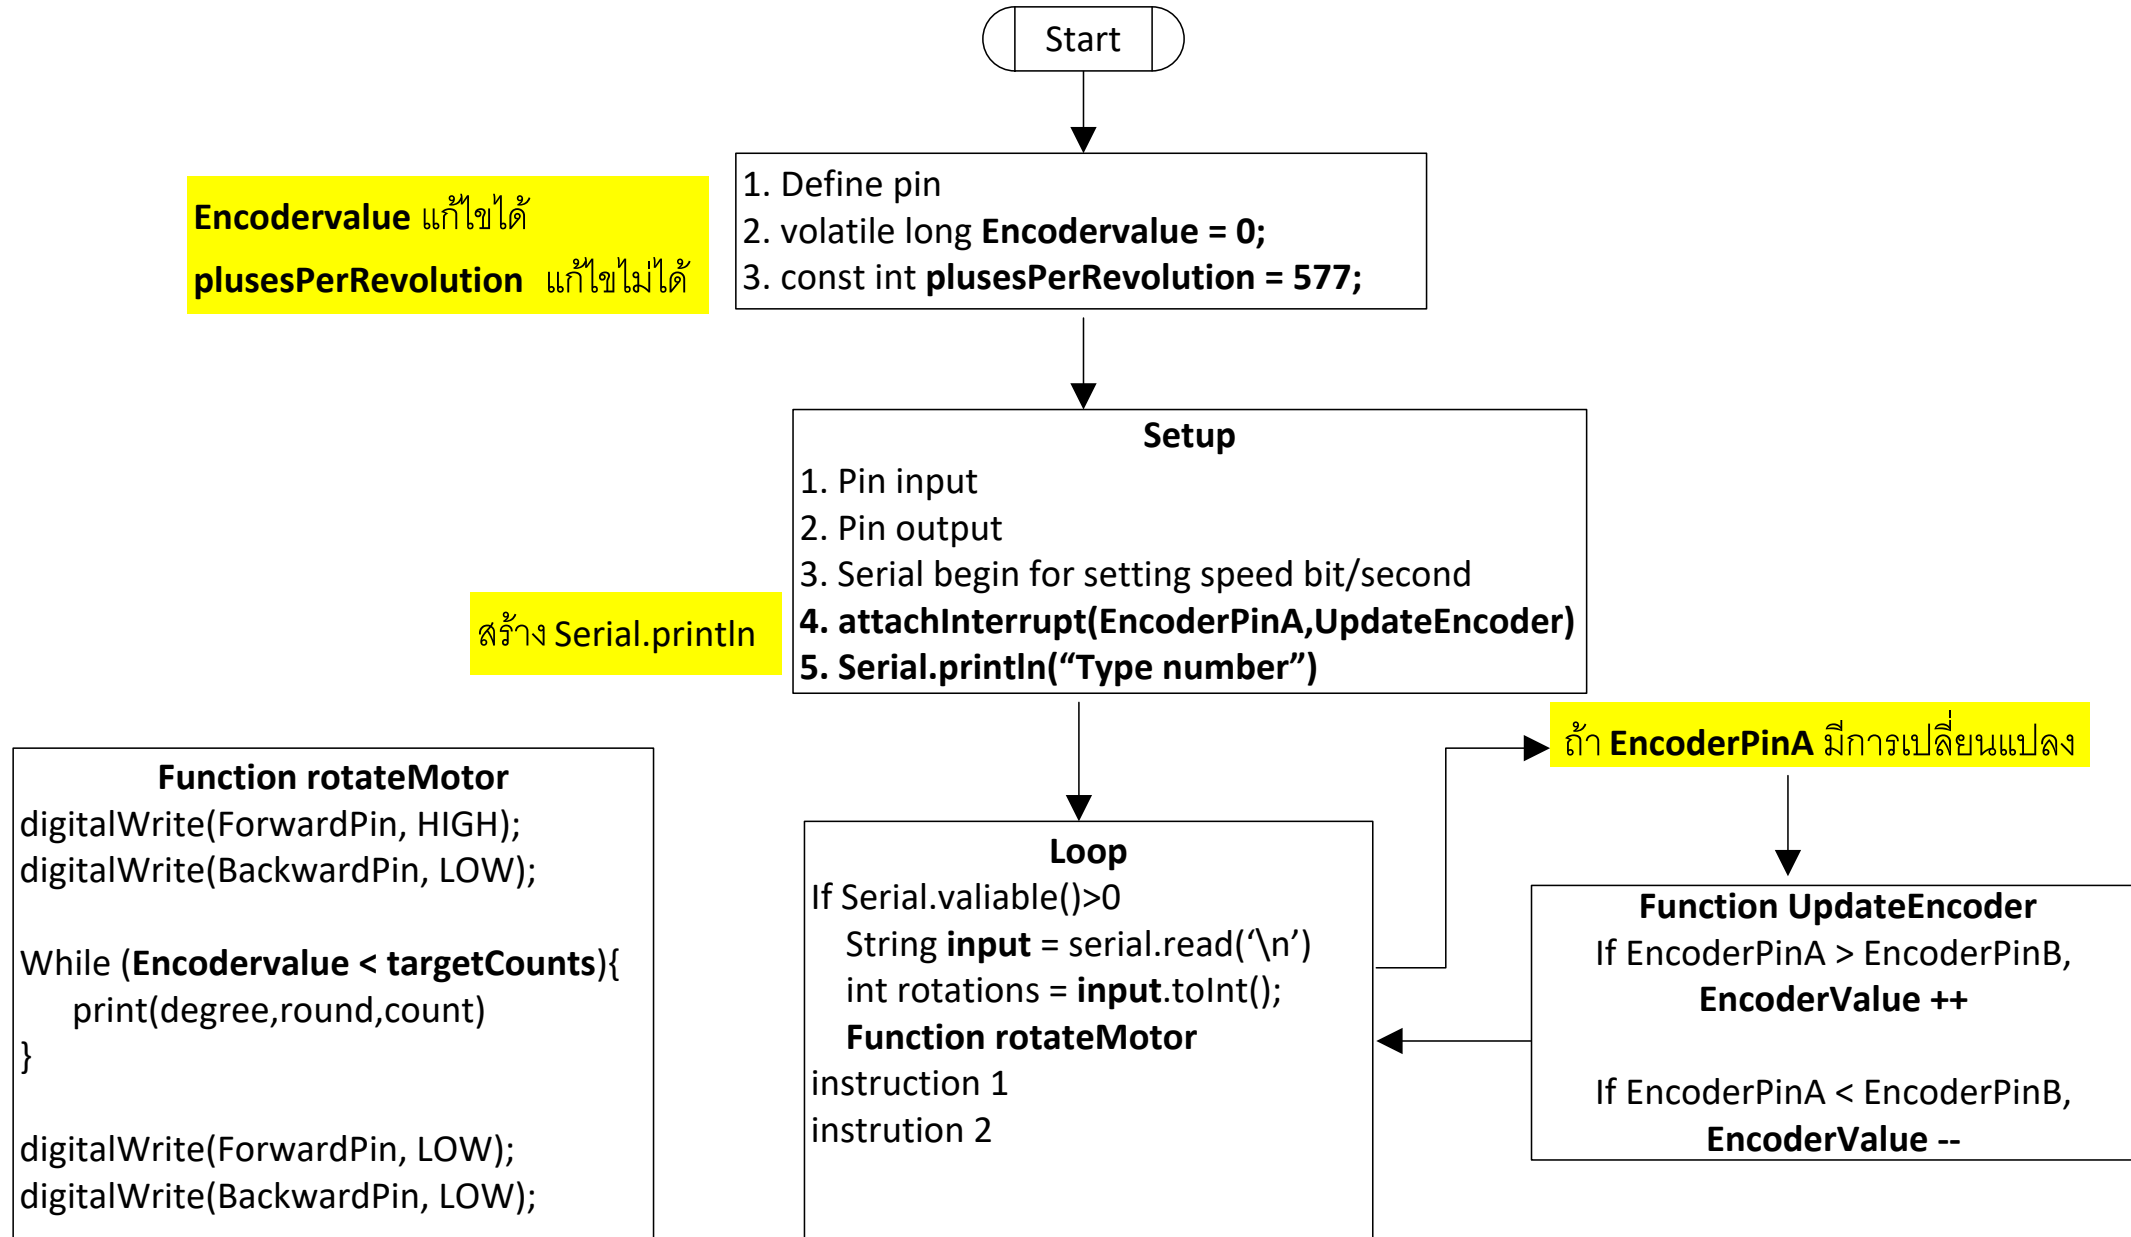 Start
Encodervalue แก้ไขได้
plusesPerRevolution แก้ไขไม่ได้
1. Define pin
2. volatile long Encodervalue = 0;
3. const int plusesPerRevolution = 577;
Setup
1. Pin input
2. Pin output
3. Serial begin for setting speed bit/second
4. attachInterrupt(EncoderPinA,UpdateEncoder)
5. Serial.println(“Type number”)
สร้าง Serial.println
Function rotateMotor
digitalWrite(ForwardPin, HIGH);
digitalWrite(BackwardPin, LOW);
While (Encodervalue < targetCounts){
print(degree,round,count)
}
digitalWrite(ForwardPin, LOW);
digitalWrite(BackwardPin, LOW);
Loop
If Serial.valiable()>0
String input = serial.read(‘\n’)
int rotations = input.toInt();
Function rotateMotor
instruction 1
instrution 2
ถ้า EncoderPinA มีการเปลี่ยนแปลง
Function UpdateEncoder
If EncoderPinA > EncoderPinB,
EncoderValue ++
If EncoderPinA < EncoderPinB,
EncoderValue --